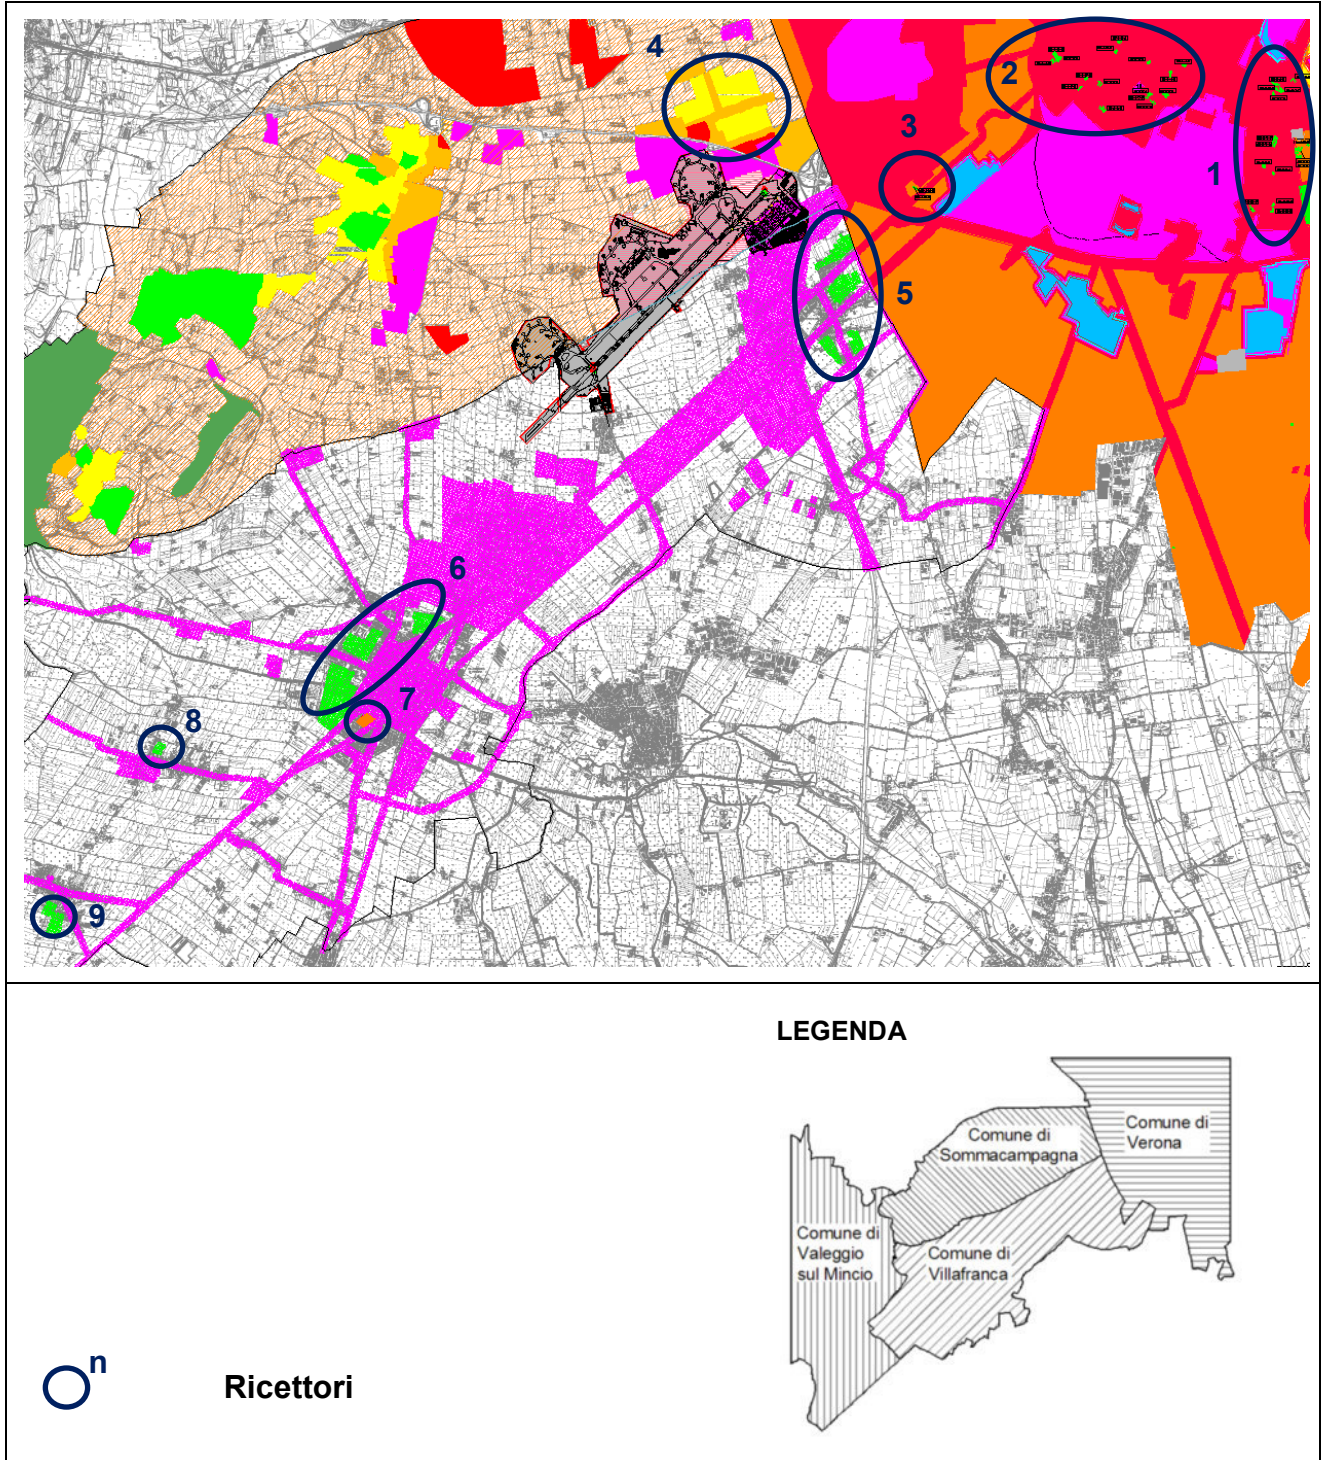 4
2
3
1
5
6
7
8
9
LEGENDA
Comune di
Verona
Comune di
Sommacampagna
Comune di
Valeggio
sul Mincio
Comune di
Villafranca
n
Ricettori